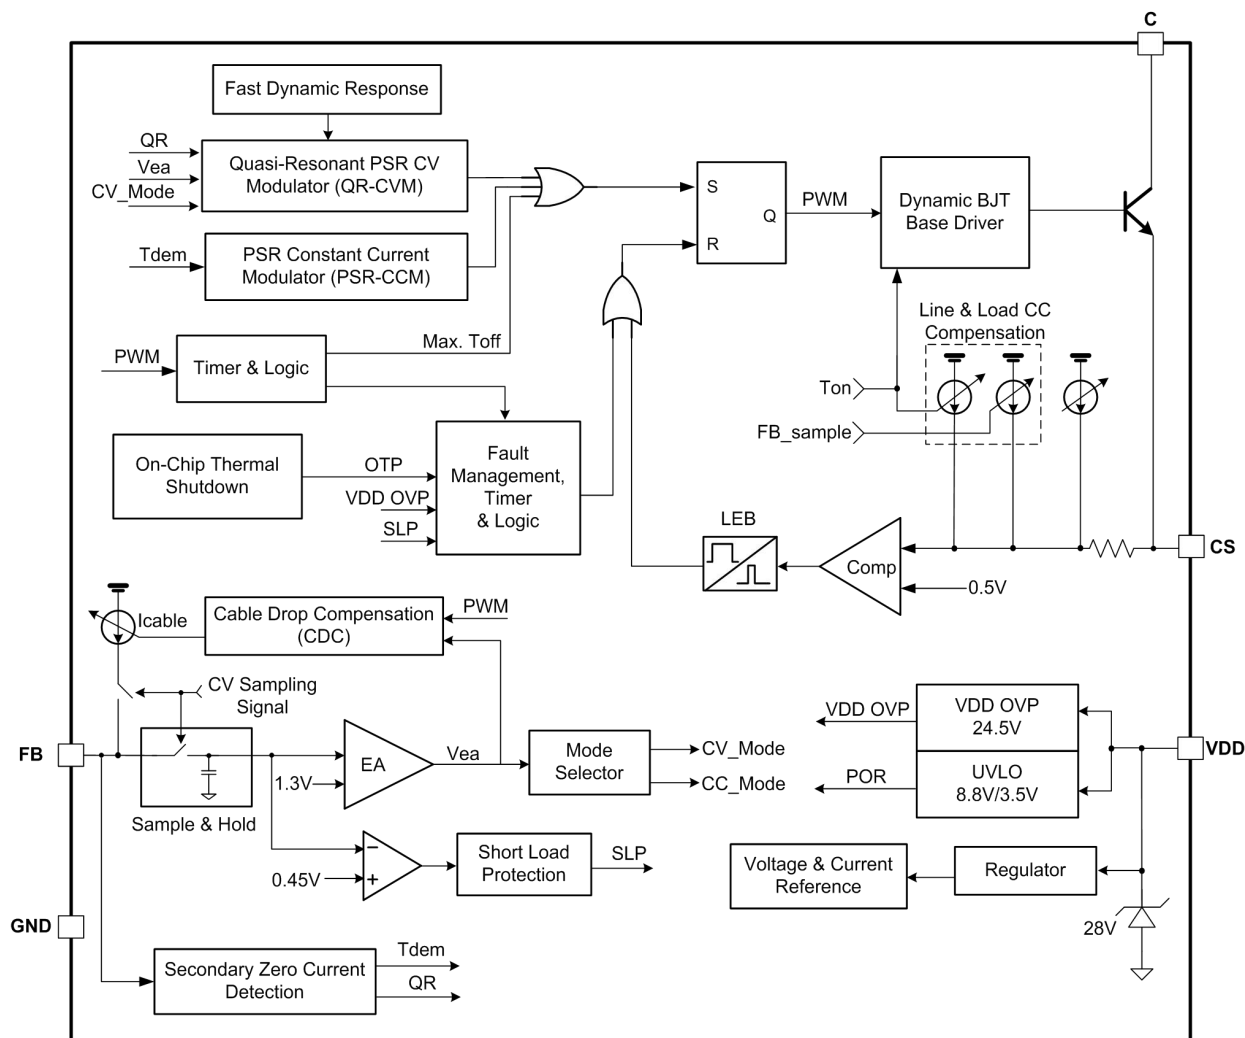 C
Fast Dynamic Response
QR
Vea
CV_Mode
Quasi-Resonant PSR CV
Modulator (QR-CVM)
Tdem
PSR Constant Current
Modulator (PSR-CCM)
S
R
Q
PWM
Dynamic BJT
Base Driver
Line & Load CC
Compensation
Max. Toff
PWM
Timer & Logic
Ton
FB_sample
On-Chip Thermal
Shutdown
OTP
VDD OVP
SLP
Fault
Management,
Timer
& Logic
LEB
Comp
0.5V
CS
Icable
Cable Drop Compensation
(CDC)
PWM
CV Sampling
Signal
FB
Sample & Hold
1.3V
EA
Vea
Mode
Selector
CV_Mode
CC_Mode
VDD OVP
POR
VDD OVP
24.5V
UVLO
8.8V/3.5V
VDD
0.45V
−
+
Short Load
Protection
SLP
Voltage & Current
Reference
Regulator
28V
GND
Secondary Zero Current
Detection
Tdem
QR